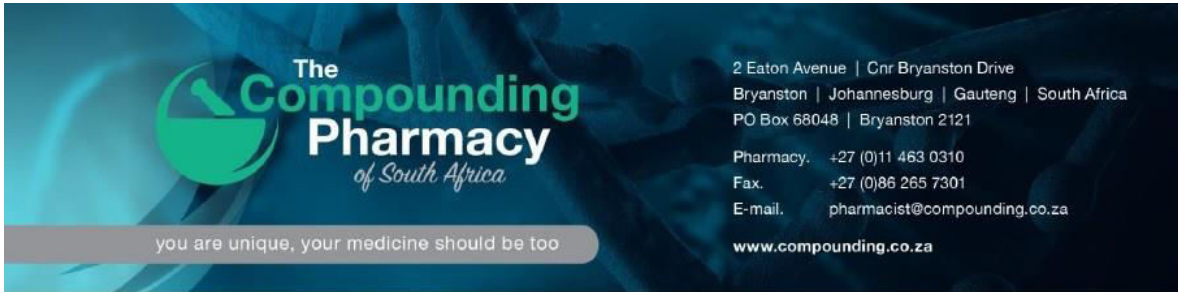 The
Compounding
Pharmacy
of South Africa
you are unique, your medicine should be too
2 Eaton Avenue | Cnr Bryanston Drive
Bryanston | Johannesburg | Gauteng | South Africa
PO Box 68048 | Bryanston 2121
Pharmacy. +27 (0)11 463 0310
Fax. +27 (0)86 265 7301
E-mail. pharmacist@compounding.co.za
www.compounding.co.za